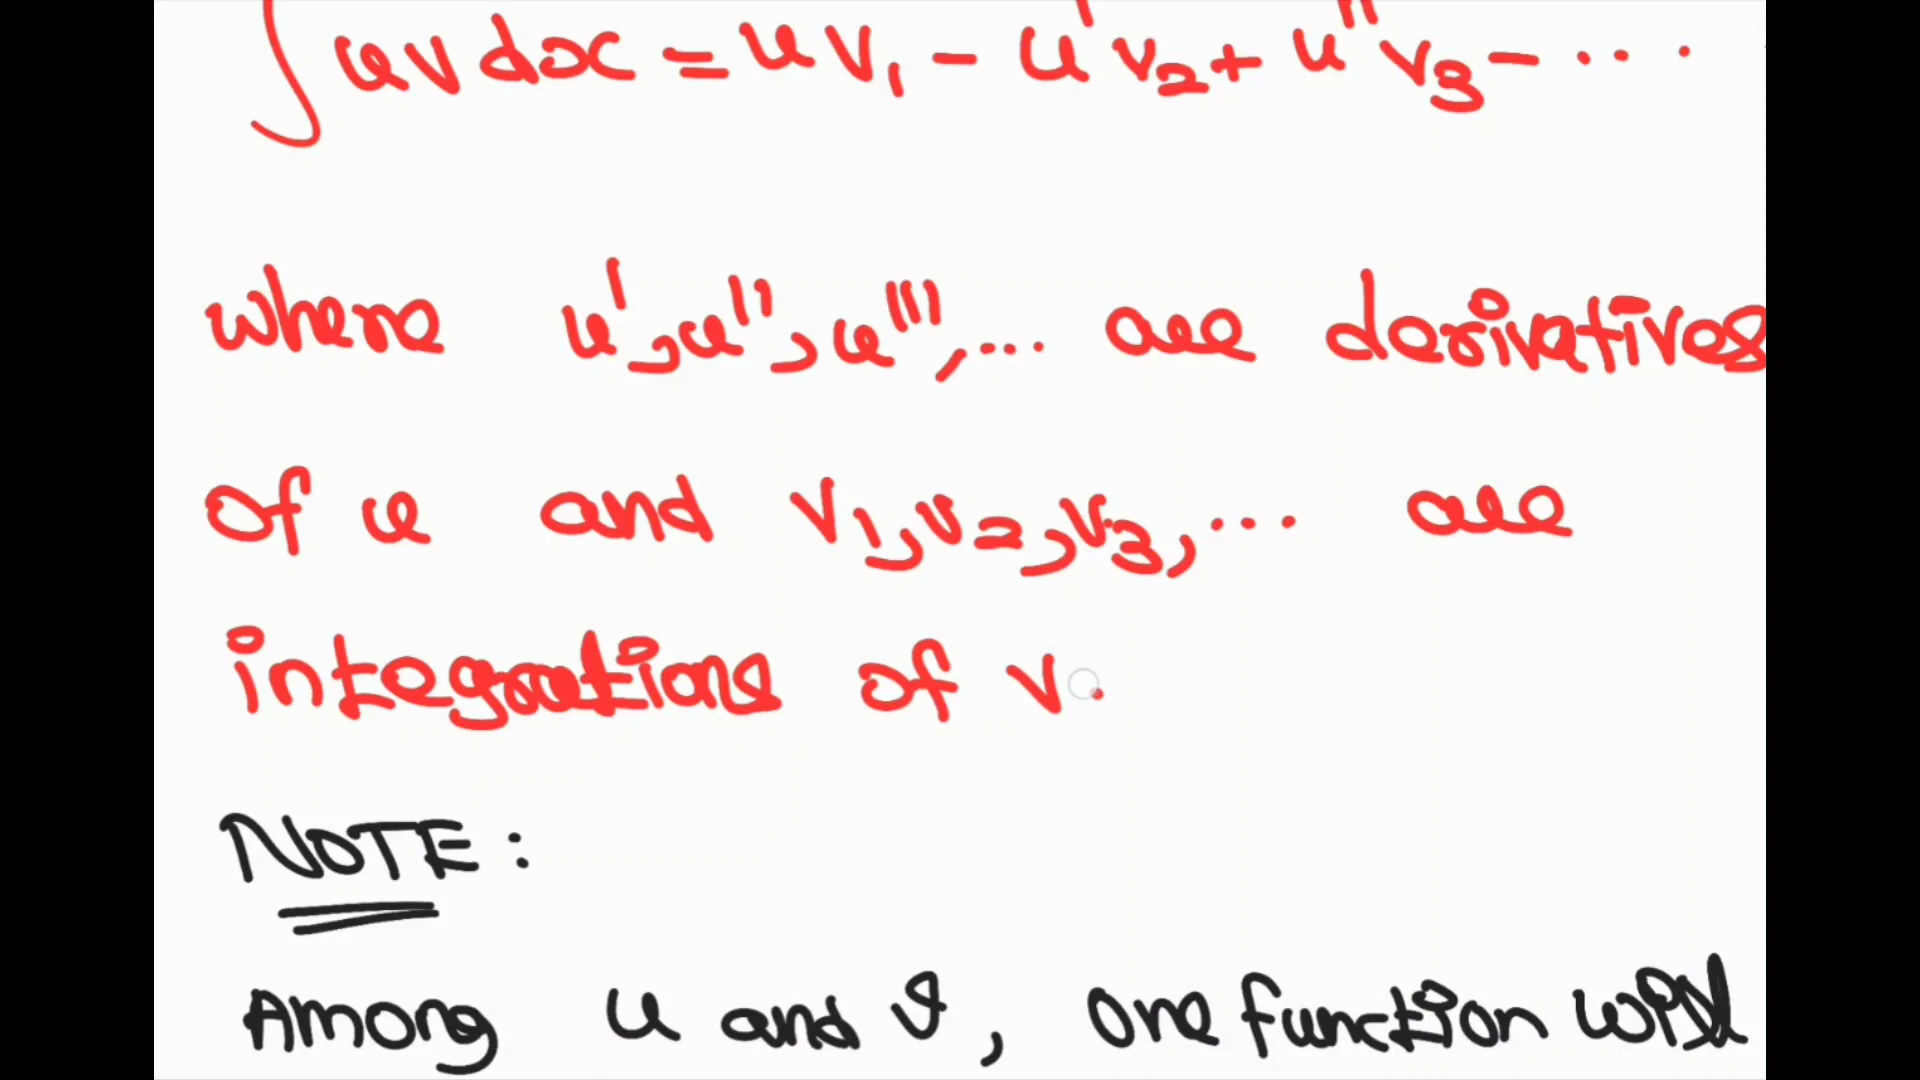 ∫uv dx = uv₁ - u'v₂ + u''v₃ - ....
where u', u'', u''', ... are derivatives
of u and v₁, v₂, v₃, ... are
integrations of v.
NOTE:
Among u and v, one function will